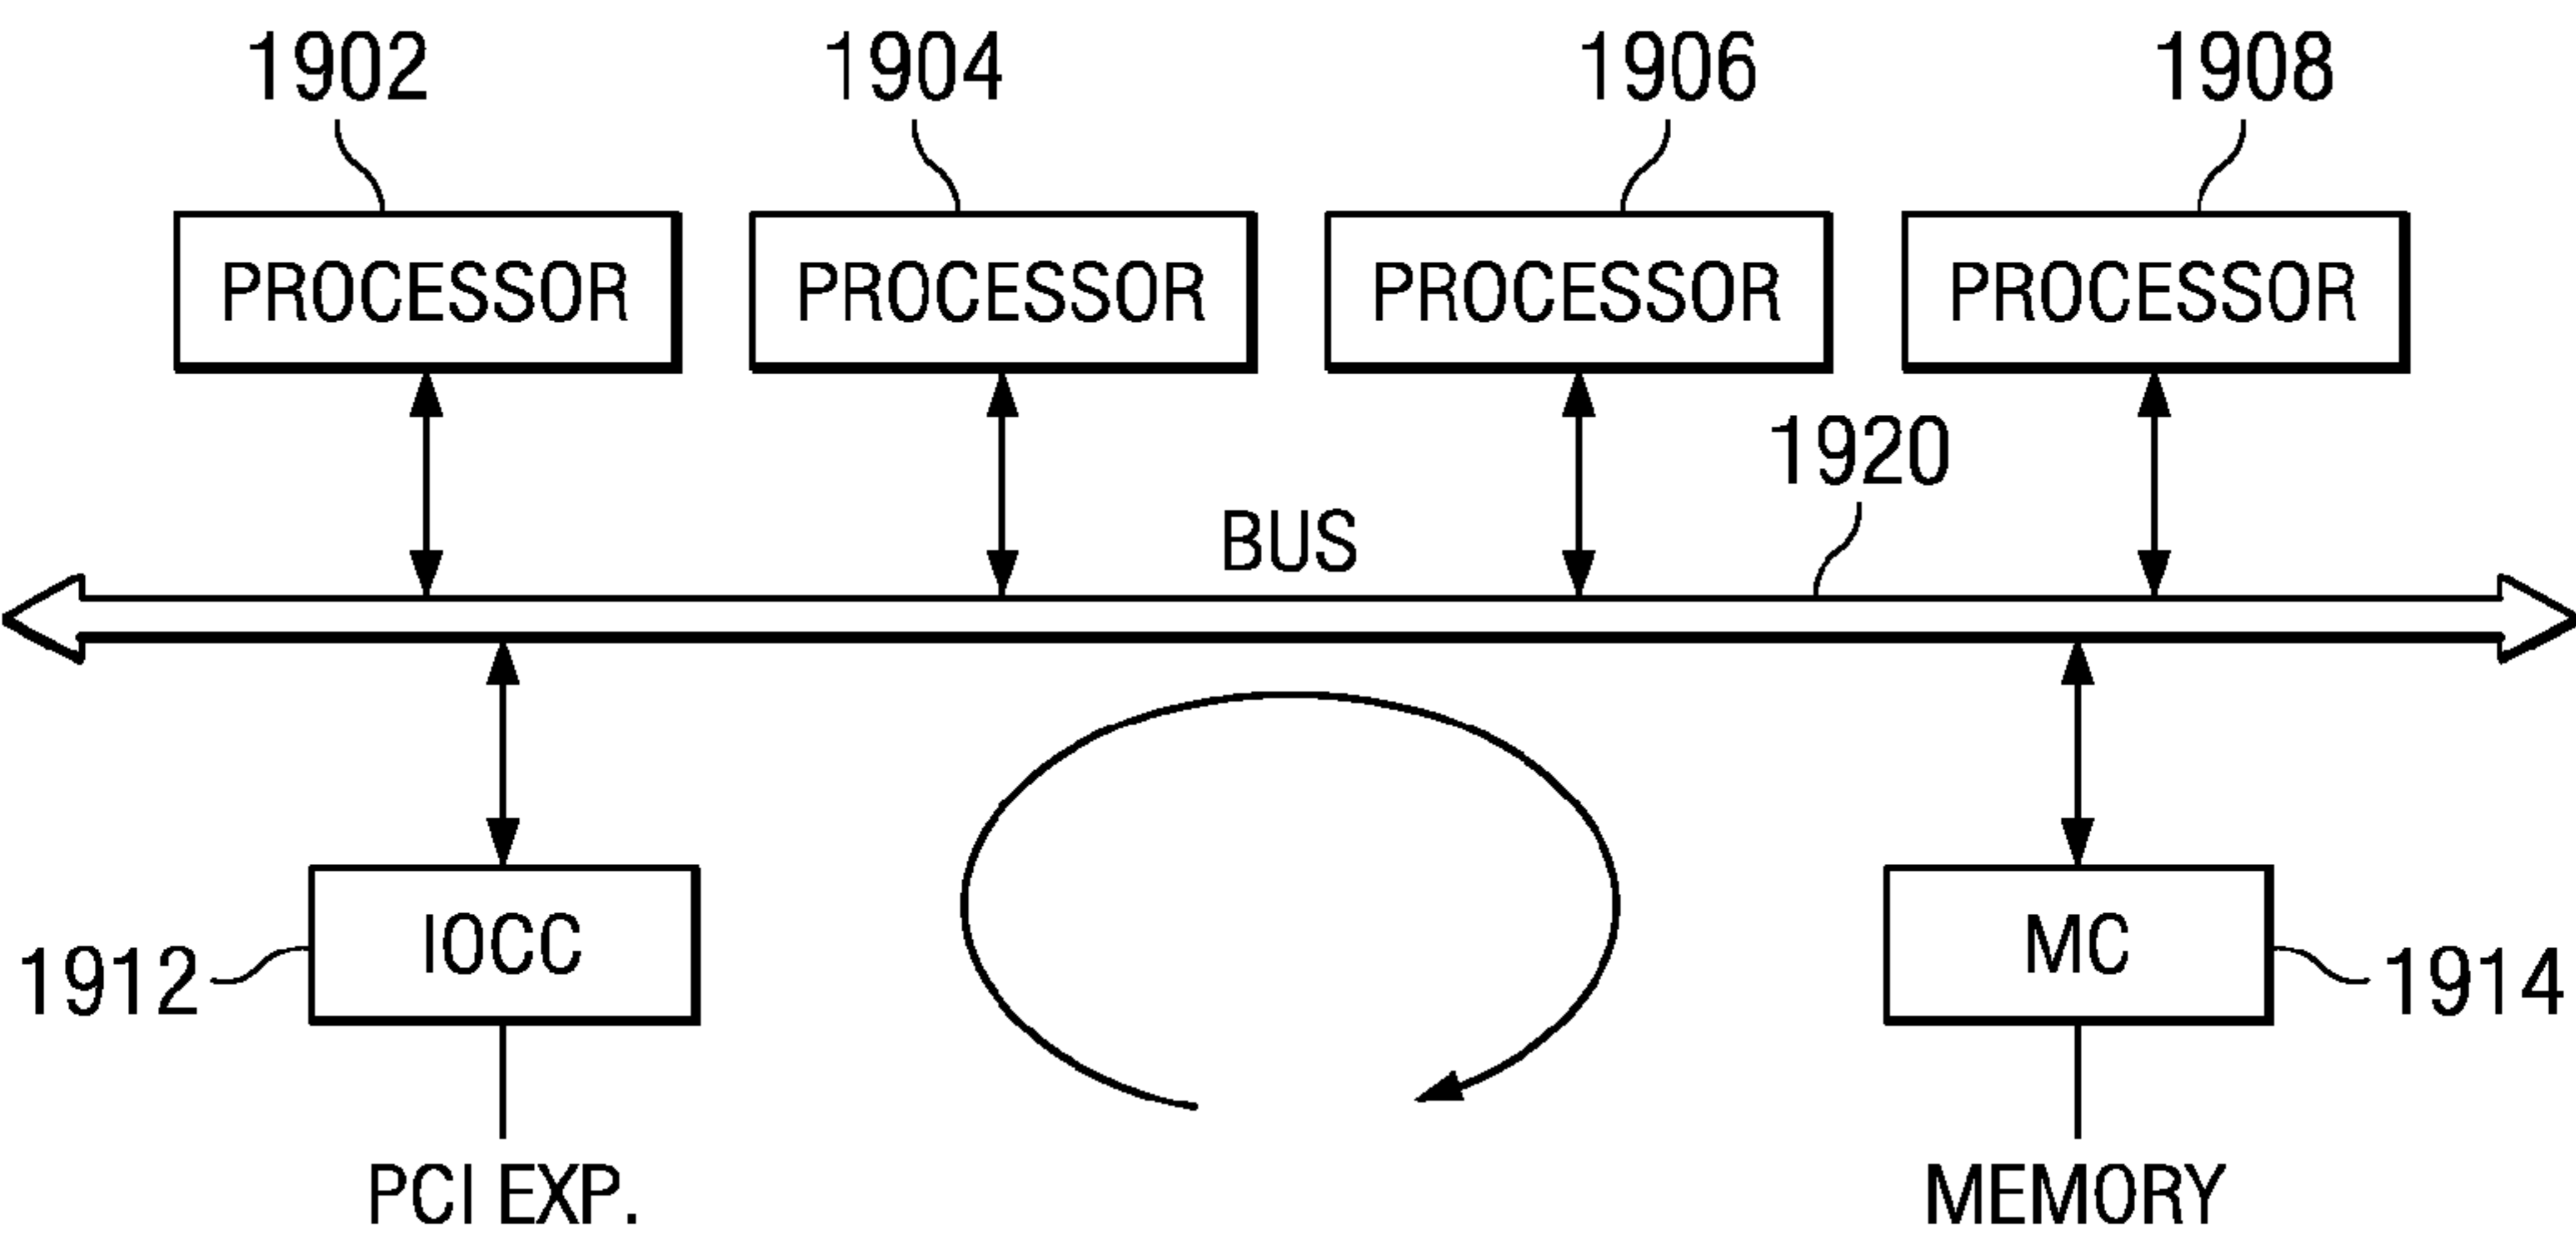 1902 1904 1906 1908
PROCESSOR PROCESSOR PROCESSOR PROCESSOR
1920
BUS
IOCC MC
1912 1914
PCI EXP. MEMORY